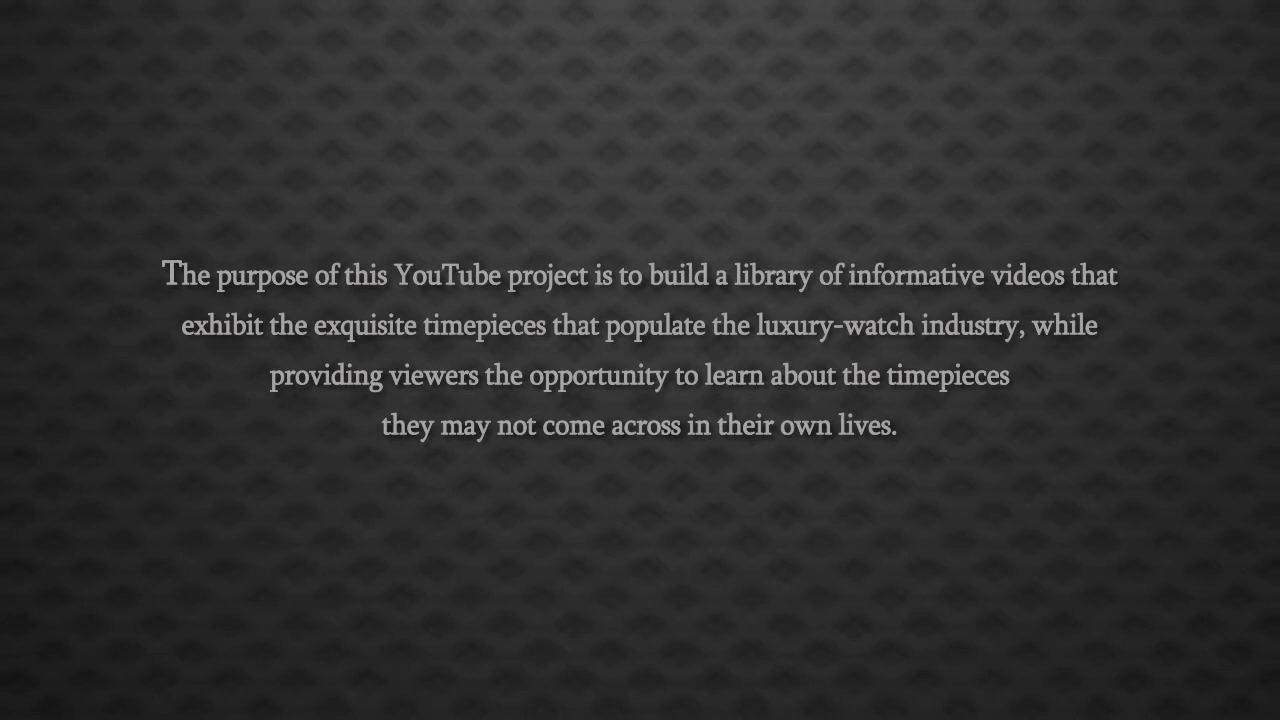 The purpose of this YouTube project is to build a library of informative videos that
exhibit the exquisite timepieces that populate the luxury-watch industry, while
providing viewers the opportunity to learn about the timepieces
they may not come across in their own lives.